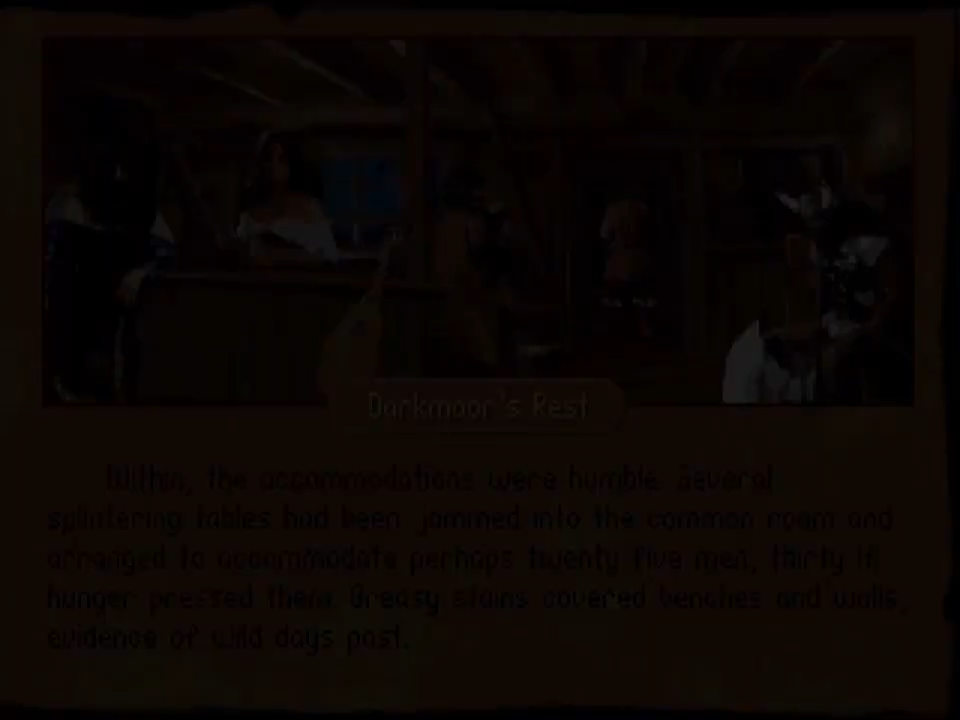 Darkmoor's Rest
Within, the accommodations were humble. Several
splintering tables had been jammed into the common room and
arranged to accommodate perhaps twenty five men, thirty if
hunger pressed them. Greasy stains covered benches and walls,
evidence of wild days past.